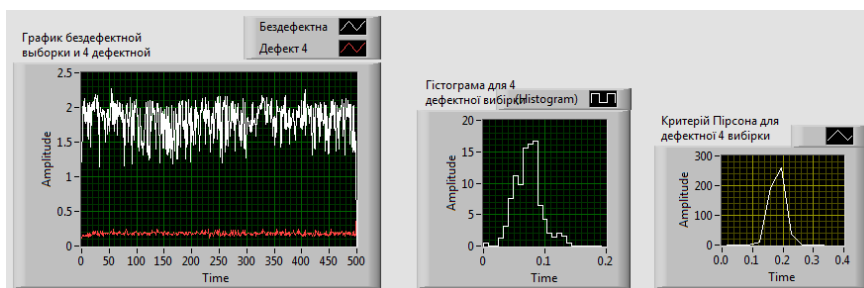 График бездефектной
выборки и 4 дефектной
Бездефектна
Дефект 4
2.5
2
1.5
1
0.5
0
Amplitude
0 50 100 150 200 250 300 350 400 450 500
Time
Гістограма для 4
дефектної вибірки (Histogram)
20
15
10
5
0
Amplitude
0 0.1 0.2
Time
Критерій Пірсона для
дефектної 4 вибірки
300
200
100
0
Amplitude
0.0 0.1 0.2 0.3 0.4
Time